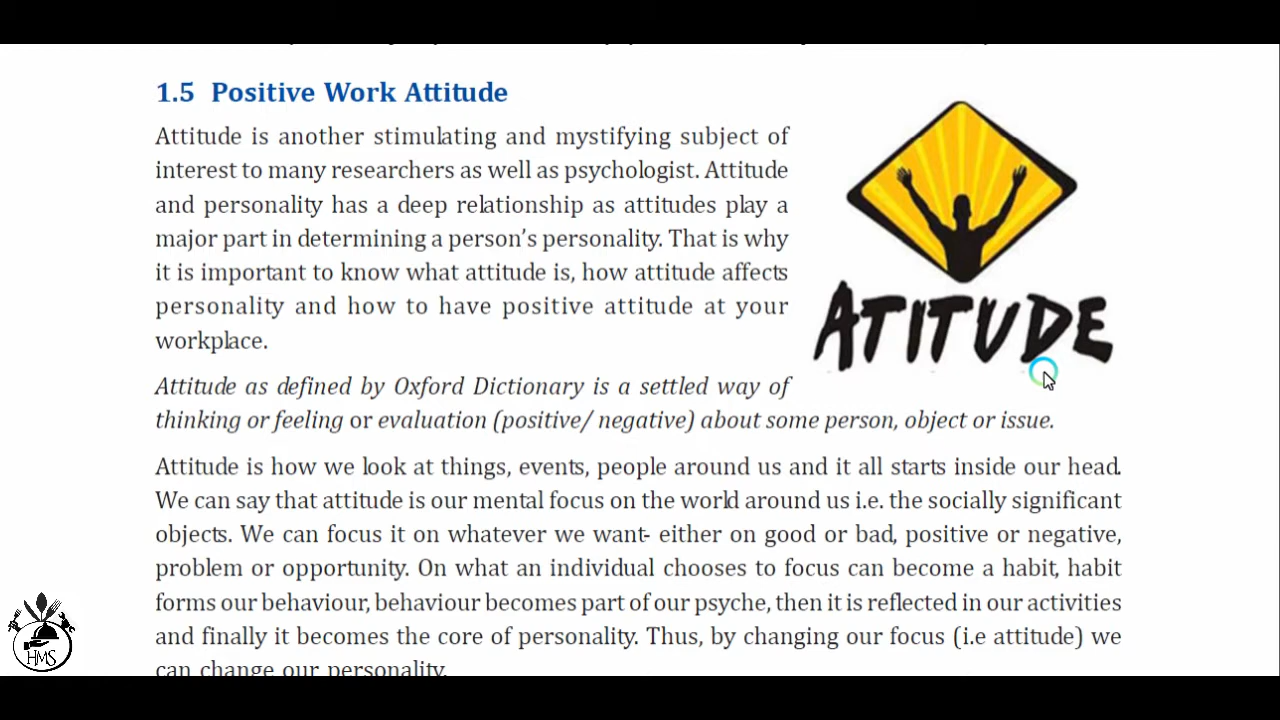 1.5 Positive Work Attitude
Attitude is another stimulating and mystifying subject of
interest to many researchers as well as psychologist. Attitude
and personality has a deep relationship as attitudes play a
major part in determining a person's personality. That is why
it is important to know what attitude is, how attitude affects
personality and how to have positive attitude at your
workplace.
ATITUDE
Attitude as defined by Oxford Dictionary is a settled way of
thinking or feeling or evaluation (positive/ negative) about some person, object or issue.
Attitude is how we look at things, events, people around us and it all starts inside our head.
We can say that attitude is our mental focus on the world around us i.e. the socially significant
objects. We can focus it on whatever we want- either on good or bad, positive or negative,
problem or opportunity. On what an individual chooses to focus can become a habit, habit
forms our behaviour, behaviour becomes part of our psyche, then it is reflected in our activities
and finally it becomes the core of personality. Thus, by changing our focus (i.e attitude) we
can change our personality.
HMS